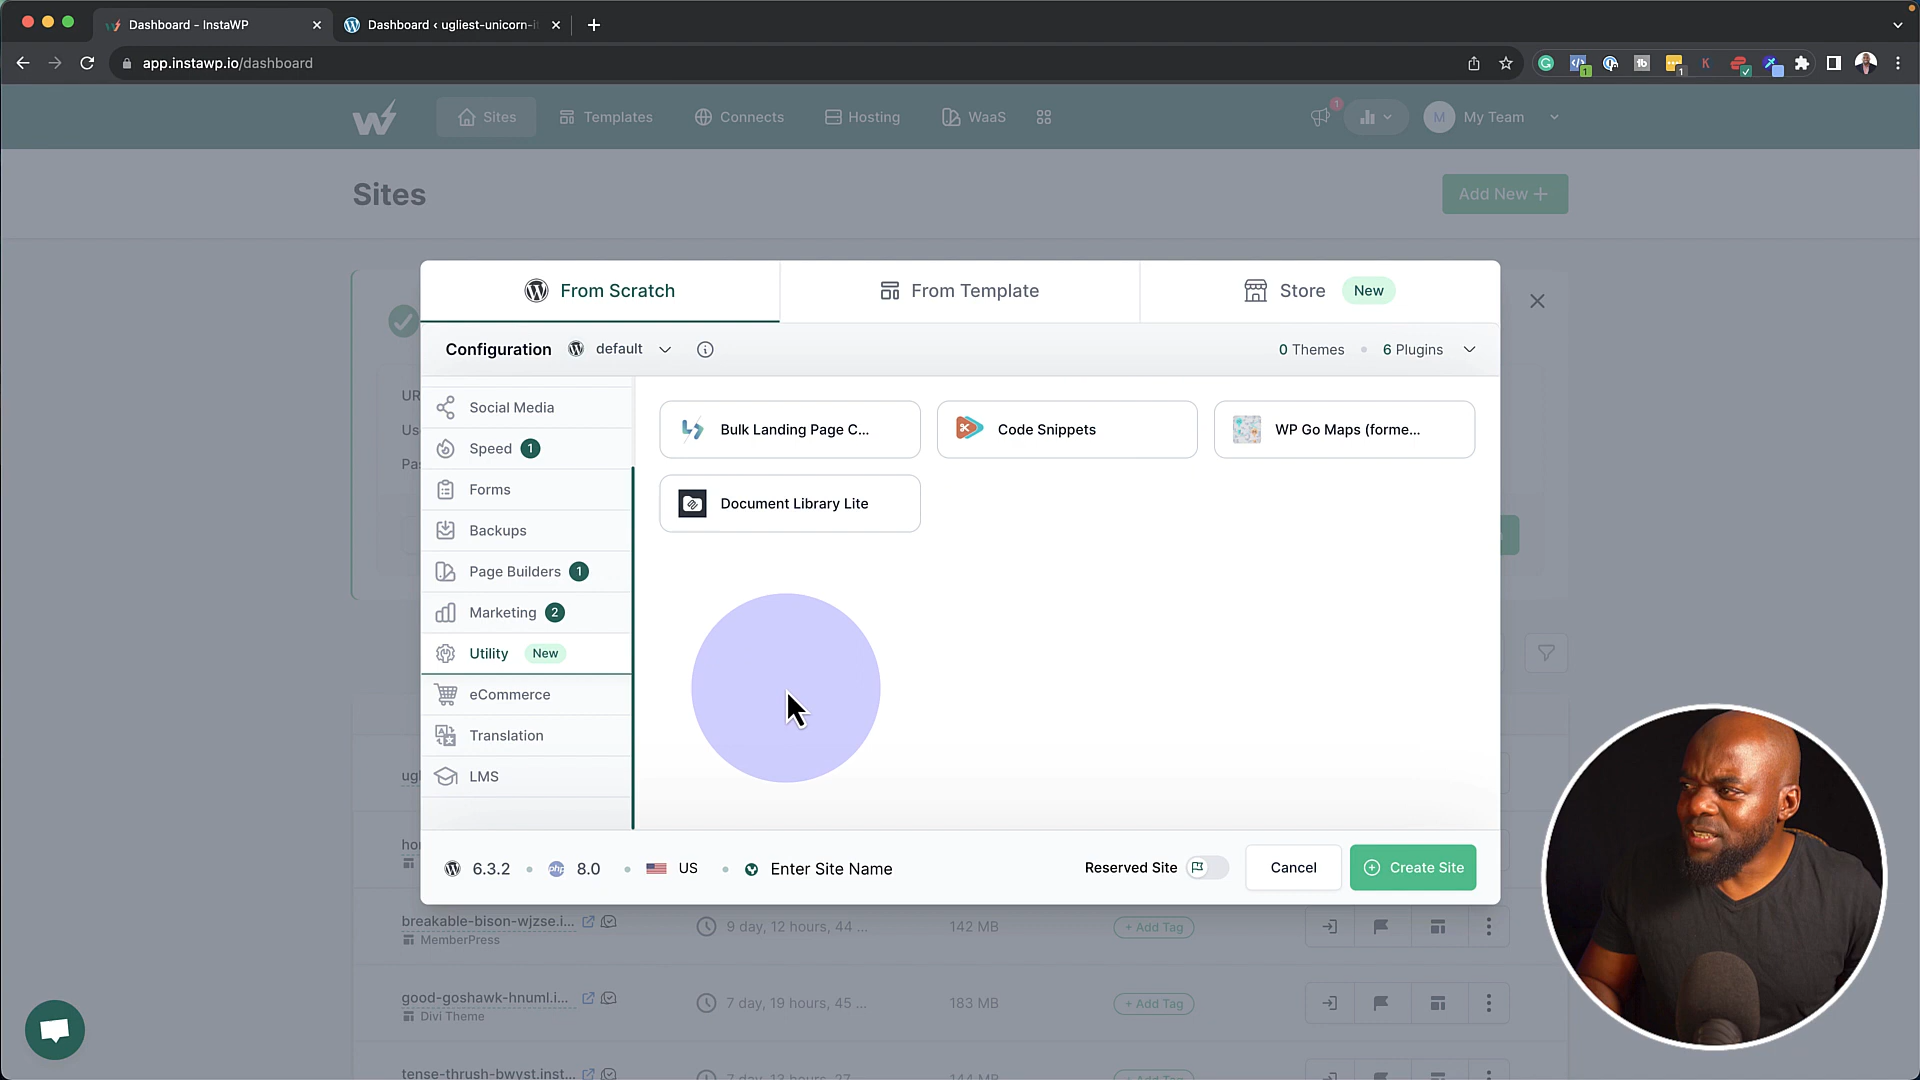 Dashboard - InstaWP
Dashboard ‹ ugliest-unicorn-i
app.instawp.io/dashboard
Sites
Templates
Connects
Hosting
WaaS
1
M
My Team
Sites
Add New +
From Scratch
From Template
Store New
Configuration default
0 Themes • 6 Plugins
Social Media
Speed 1
Forms
Backups
Page Builders 1
Marketing 2
Utility New
eCommerce
Translation
LMS
Bulk Landing Page C...
Code Snippets
WP Go Maps (forme...
Document Library Lite
6.3.2 • php 8.0 • US • Enter Site Name
Reserved Site
Cancel
Create Site
UR
Us
Pa
ug
ho
breakable-bison-wjzse.i...
MemberPress
9 day, 12 hours, 44 ...
142 MB
+ Add Tag
good-goshawk-hnuml.i...
Divi Theme
7 day, 19 hours, 45 ...
183 MB
+ Add Tag
tense-thrush-bwyst.inst...
7 day, 13 hours, 27
144 MB
+ Add Tag